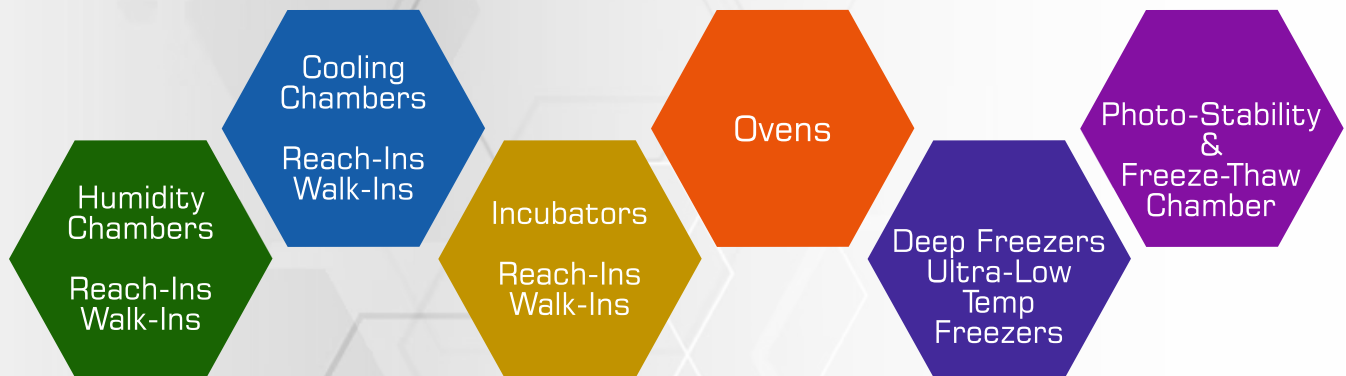 Humidity
Chambers
Reach-Ins
Walk-Ins
Cooling
Chambers
Reach-Ins
Walk-Ins
Incubators
Reach-Ins
Walk-Ins
Ovens
Deep Freezers
Ultra-Low
Temp
Freezers
Photo-Stability
&
Freeze-Thaw
Chamber